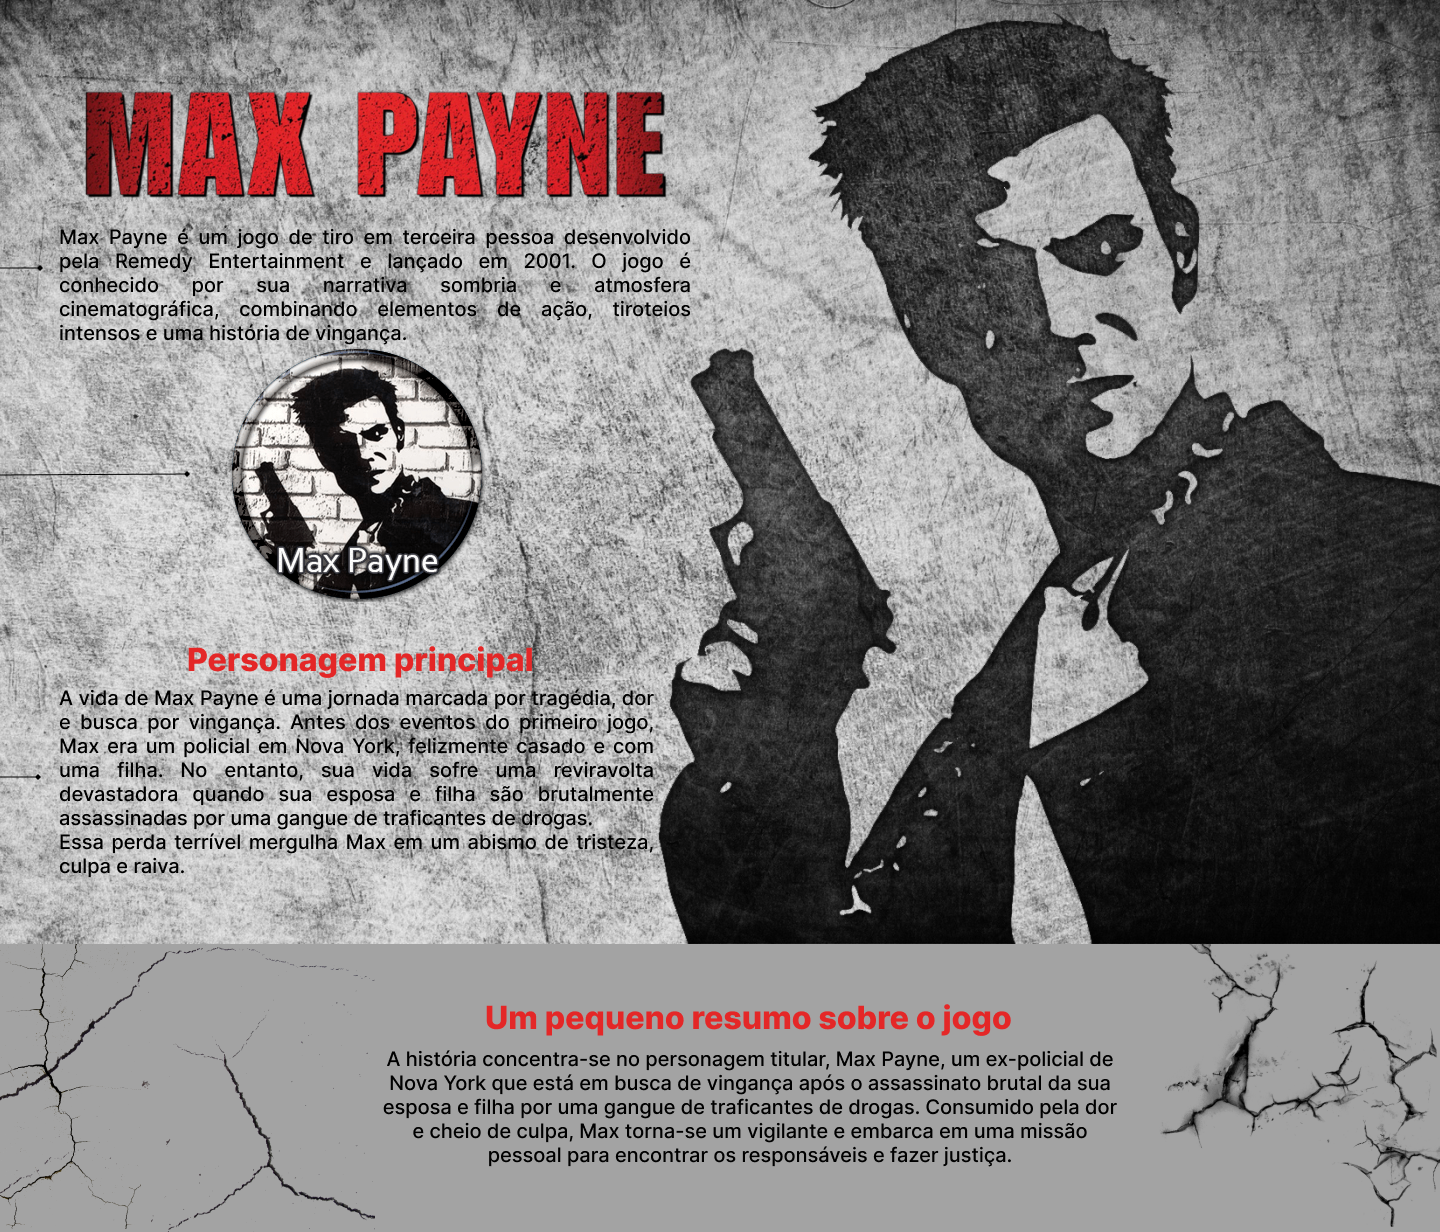 MAX PAYNE
Max Payne é um jogo de tiro em terceira pessoa desenvolvido
pela Remedy Entertainment e lançado em 2001. O jogo é
conhecido por sua narrativa sombria e atmosfera
cinematográfica, combinando elementos de ação, tiroteios
intensos e uma história de vingança.
Max Payne
Personagem principal
A vida de Max Payne é uma jornada marcada por tragédia, dor
e busca por vingança. Antes dos eventos do primeiro jogo,
Max era um policial em Nova York, felizmente casado e com
uma filha. No entanto, sua vida sofre uma reviravolta
devastadora quando sua esposa e filha são brutalmente
assassinadas por uma gangue de traficantes de drogas.
Essa perda terrível mergulha Max em um abismo de tristeza,
culpa e raiva.
Um pequeno resumo sobre o jogo
A história concentra-se no personagem titular, Max Payne, um ex-policial de
Nova York que está em busca de vingança após o assassinato brutal da sua
esposa e filha por uma gangue de traficantes de drogas. Consumido pela dor
e cheio de culpa, Max torna-se um vigilante e embarca em uma missão
pessoal para encontrar os responsáveis e fazer justiça.